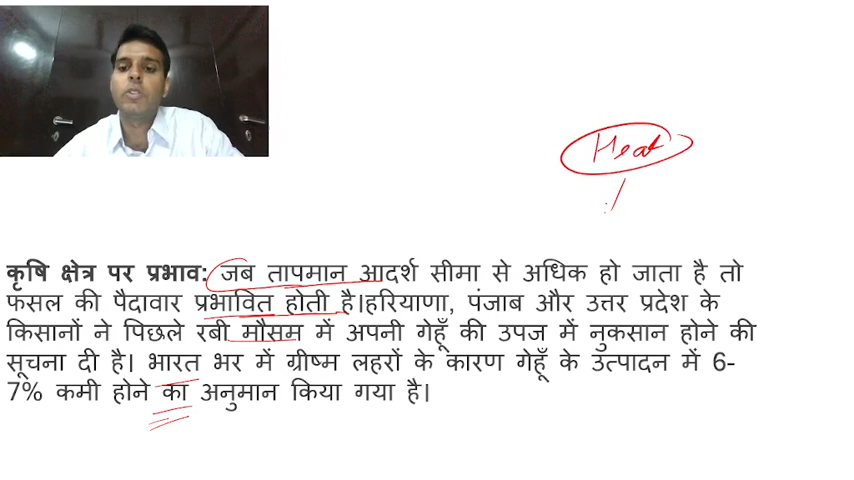 Heat
कृषि क्षेत्र पर प्रभाव: जब तापमान आदर्श सीमा से अधिक हो जाता है तो
फसल की पैदावार प्रभावित होती है।हरियाणा, पंजाब और उत्तर प्रदेश के
किसानों ने पिछले रबी मौसम में अपनी गेहूँ की उपज में नुकसान होने की
सूचना दी है। भारत भर में ग्रीष्म लहरों के कारण गेहूँ के उत्पादन में 6-
7% कमी होने का अनुमान किया गया है।